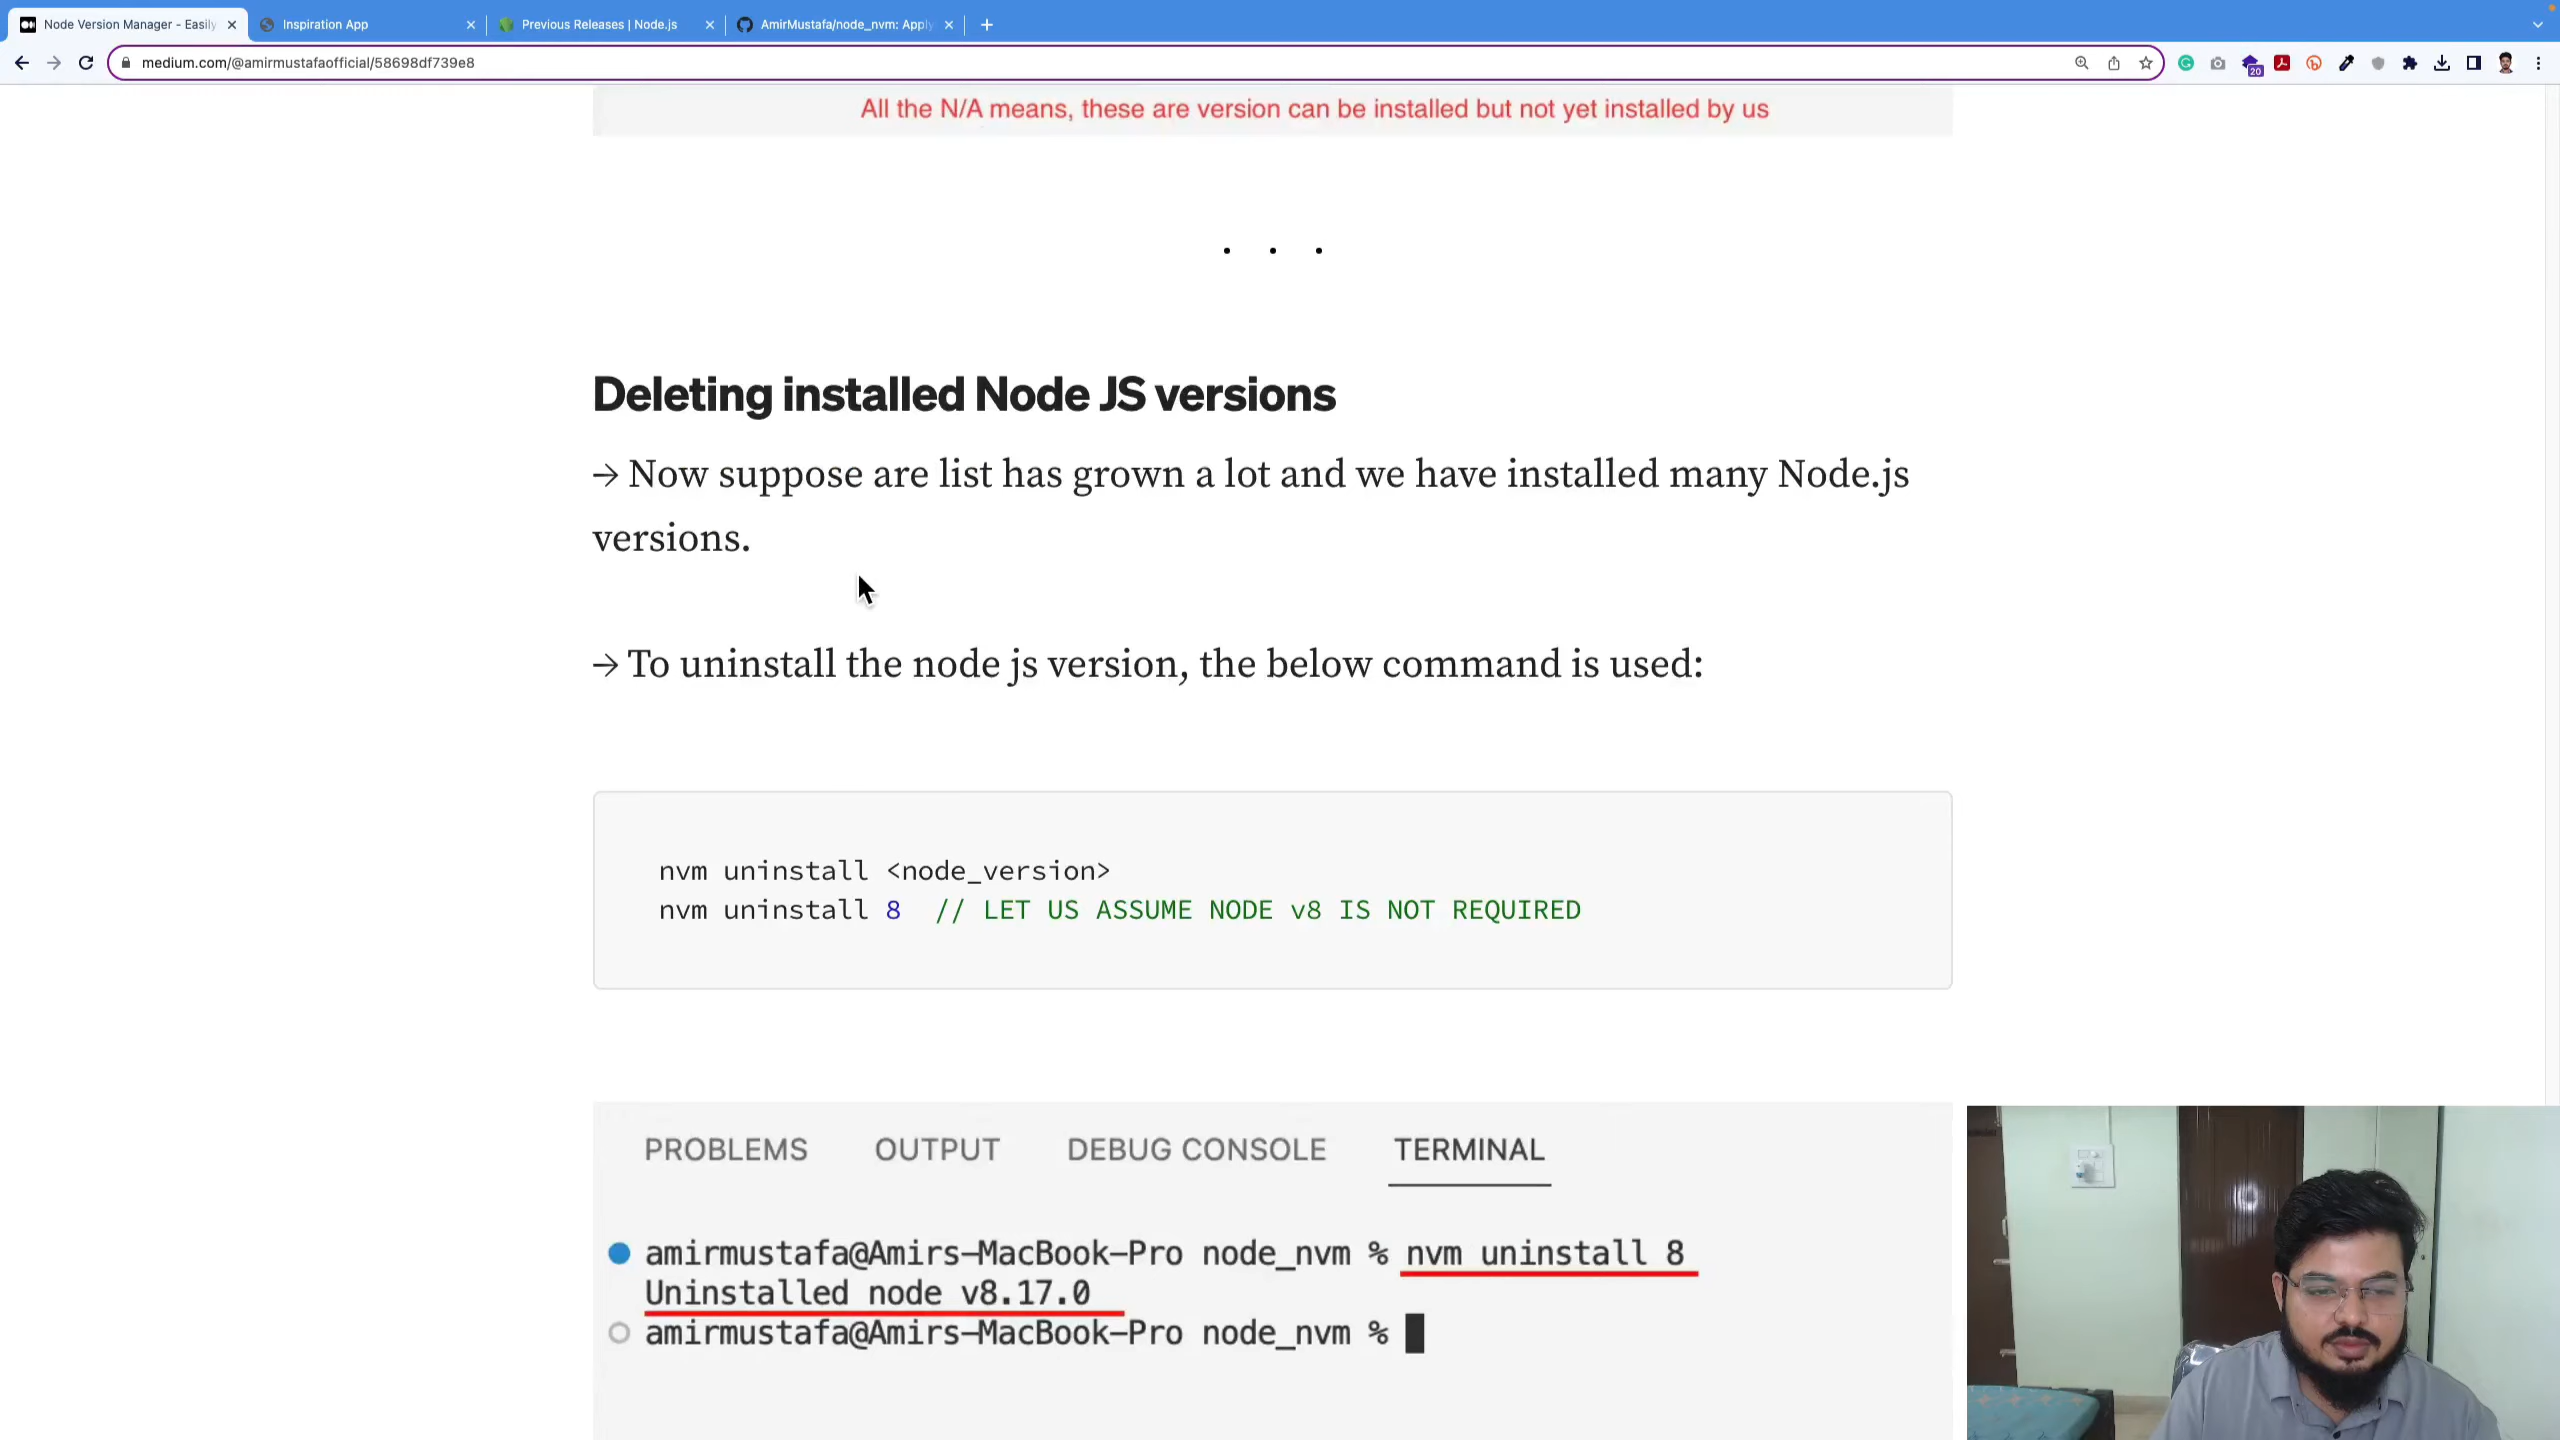 Node Version Manager - Easily
Inspiration App
Previous Releases | Node.js
AmirMustafa/node_nvm: Apply
medium.com/@amirmustafaofficial/58698df739e8
20
All the N/A means, these are version can be installed but not yet installed by us
Deleting installed Node JS versions
→ Now suppose are list has grown a lot and we have installed many Node.js
versions.
→ To uninstall the node js version, the below command is used:
nvm uninstall <node_version>
nvm uninstall 8 // LET US ASSUME NODE v8 IS NOT REQUIRED
PROBLEMS OUTPUT DEBUG CONSOLE TERMINAL
amirmustafa@Amirs-MacBook-Pro node_nvm % nvm uninstall 8
Uninstalled node v8.17.0
amirmustafa@Amirs-MacBook-Pro node_nvm %